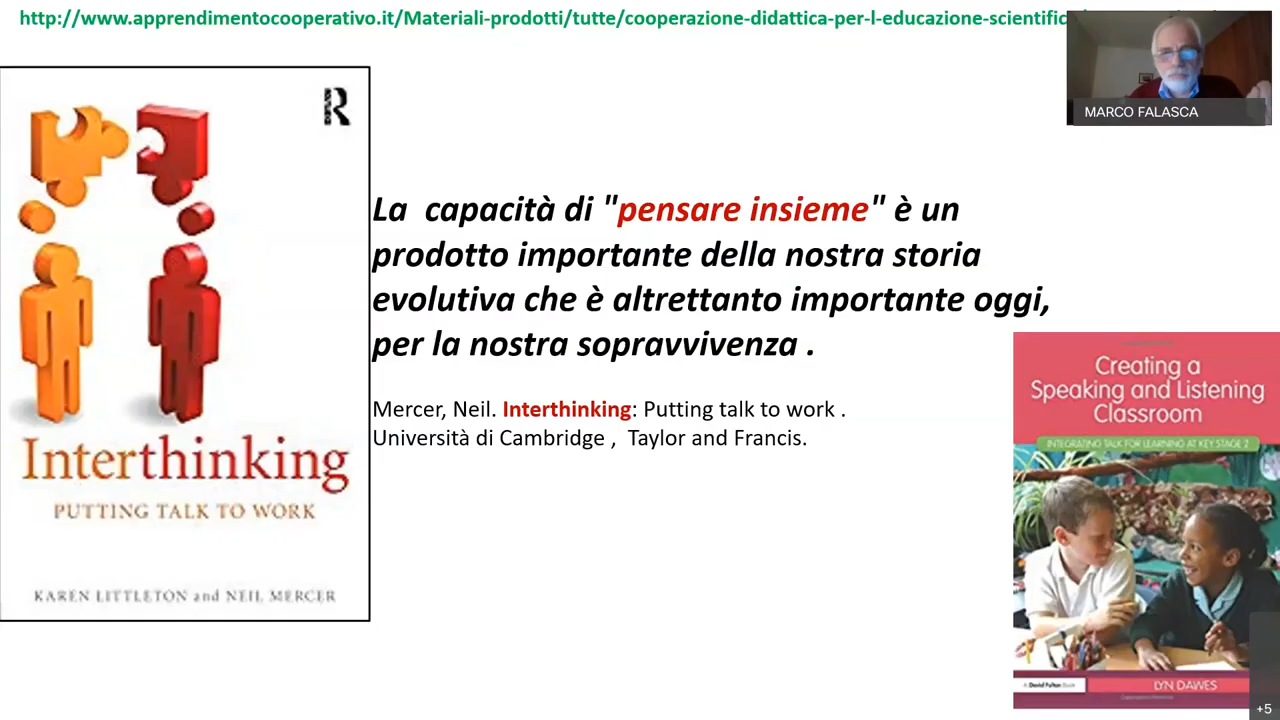 http://www.apprendimentocooperativo.it/Materiali-prodotti/tutte/cooperazione-didattica-per-l-educazione-scientific
MARCO FALASCA
R
La capacità di "pensare insieme" è un
prodotto importante della nostra storia
evolutiva che è altrettanto importante oggi,
per la nostra sopravvivenza .
Mercer, Neil. Interthinking: Putting talk to work .
Università di Cambridge , Taylor and Francis.
Interthinking
PUTTING TALK TO WORK
KAREN LITTLETON and NEIL MERCER
Creating a
Speaking and Listening
Classroom
INTEGRATING TALK FOR LEARNING AT KEY STAGE 2
A David Fulton Book
LYN DAWES
+5